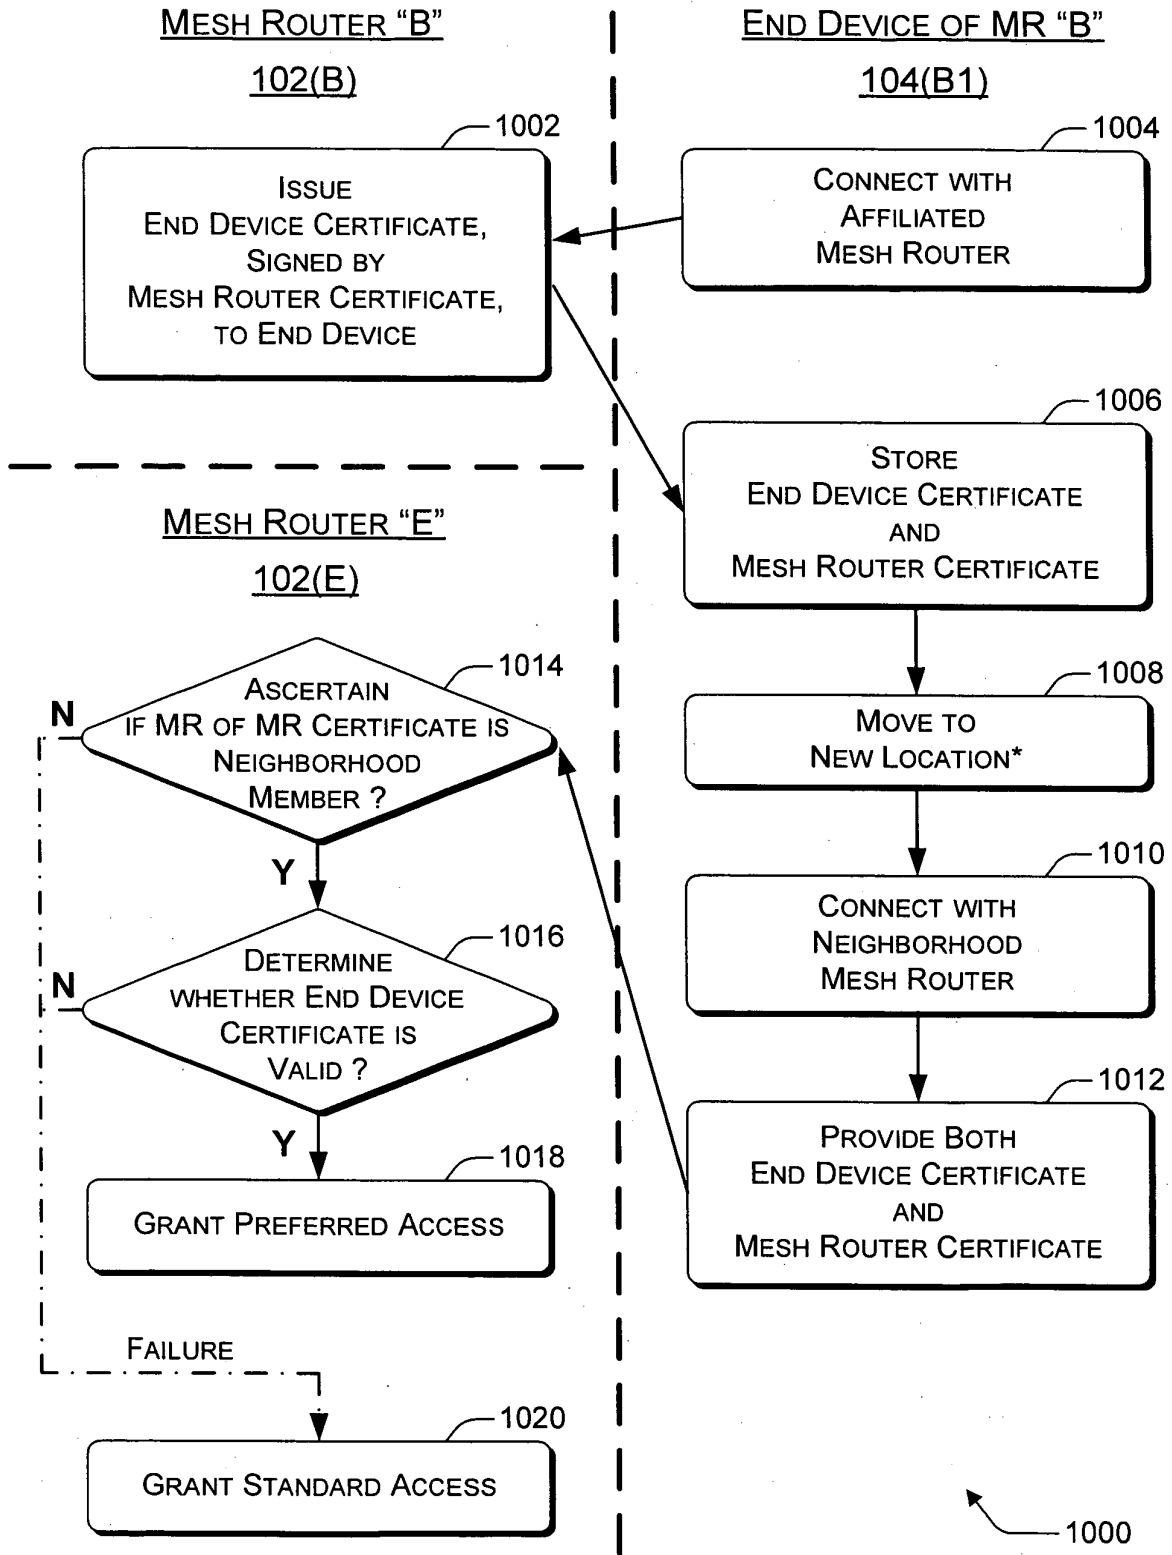 MESH ROUTER “B”
102(B)
1002
ISSUE
END DEVICE CERTIFICATE,
SIGNED BY
MESH ROUTER CERTIFICATE,
TO END DEVICE
END DEVICE OF MR “B”
104(B1)
1004
CONNECT WITH
AFFILIATED
MESH ROUTER
1006
STORE
END DEVICE CERTIFICATE
AND
MESH ROUTER CERTIFICATE
1008
MOVE TO
NEW LOCATION*
1010
CONNECT WITH
NEIGHBORHOOD
MESH ROUTER
1012
PROVIDE BOTH
END DEVICE CERTIFICATE
AND
MESH ROUTER CERTIFICATE
MESH ROUTER “E”
102(E)
1014
ASCERTAIN
IF MR OF MR CERTIFICATE IS
NEIGHBORHOOD
MEMBER ?
N
Y
1016
DETERMINE
WHETHER END DEVICE
CERTIFICATE IS
VALID ?
N
Y
1018
GRANT PREFERRED ACCESS
FAILURE
1020
GRANT STANDARD ACCESS
1000